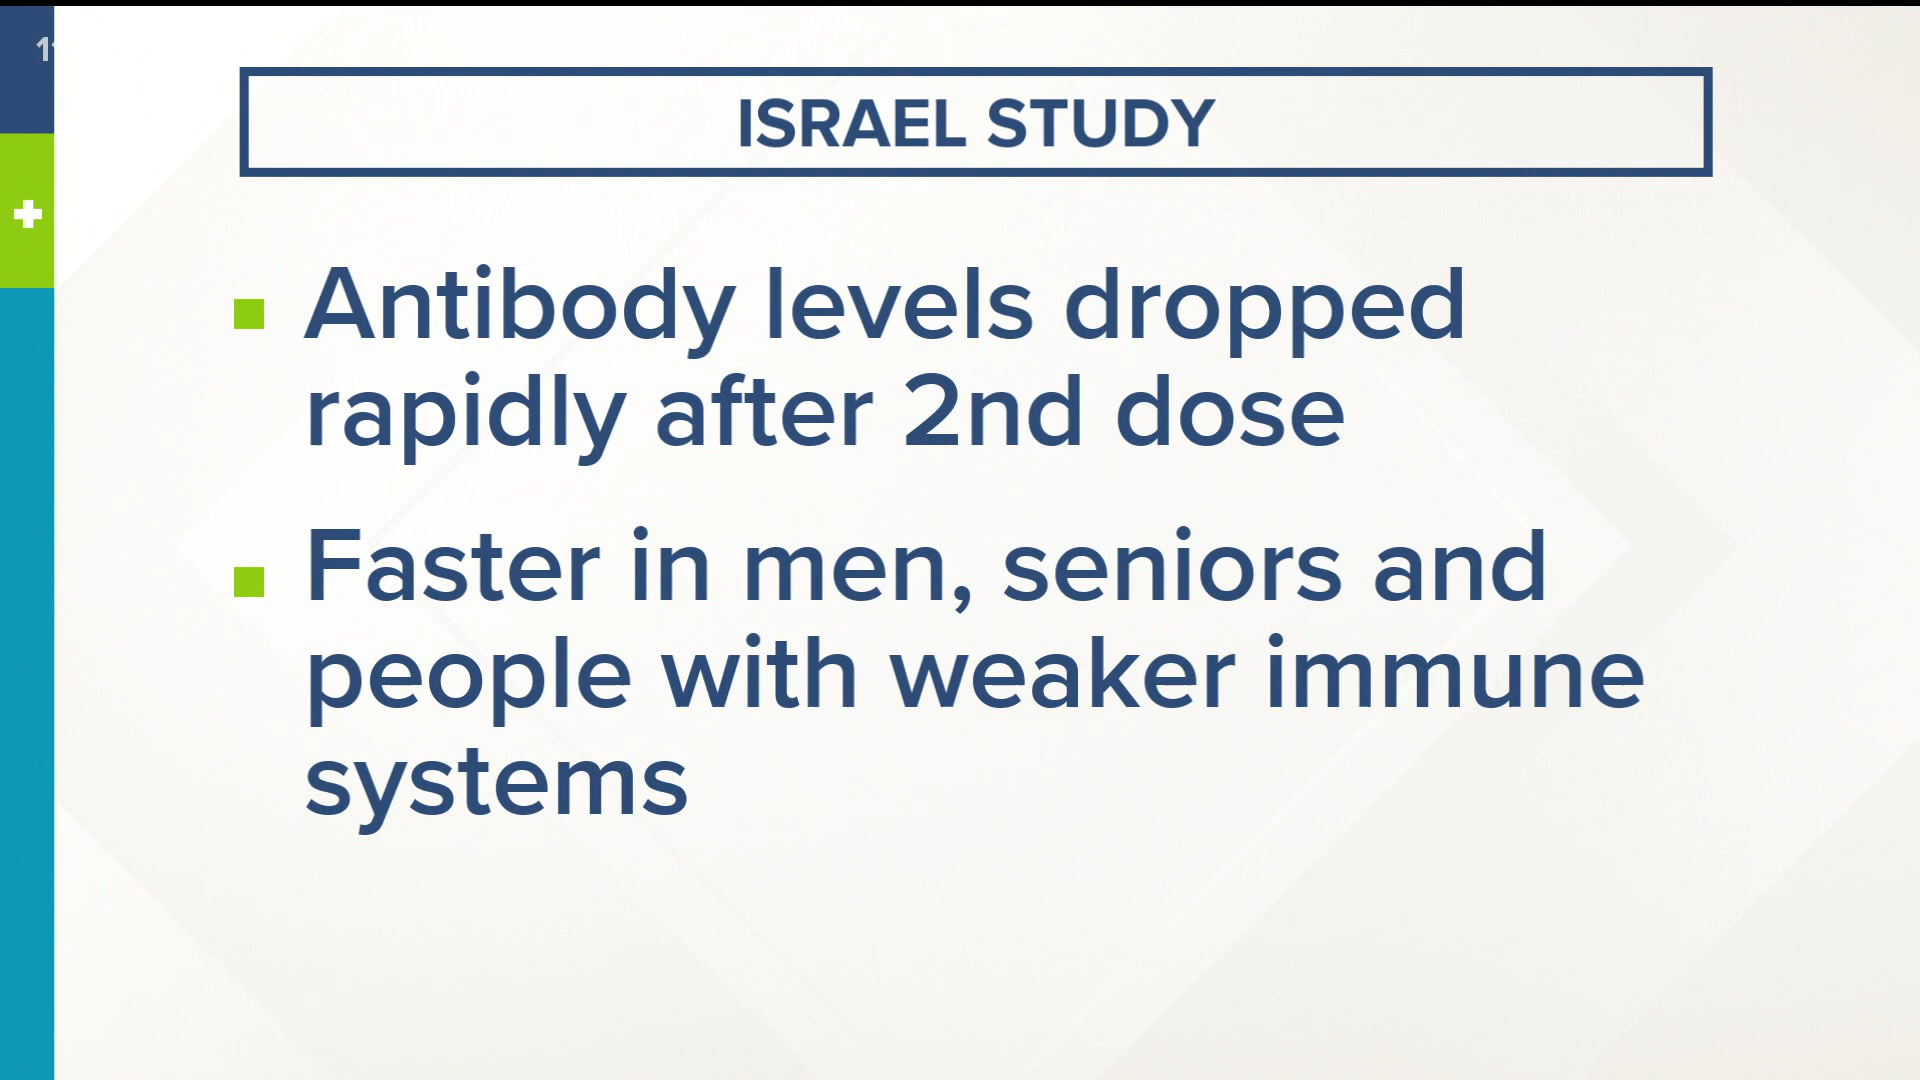 ISRAEL STUDY
Antibody levels dropped
rapidly after 2nd dose
Faster in men, seniors and
people with weaker immune
systems